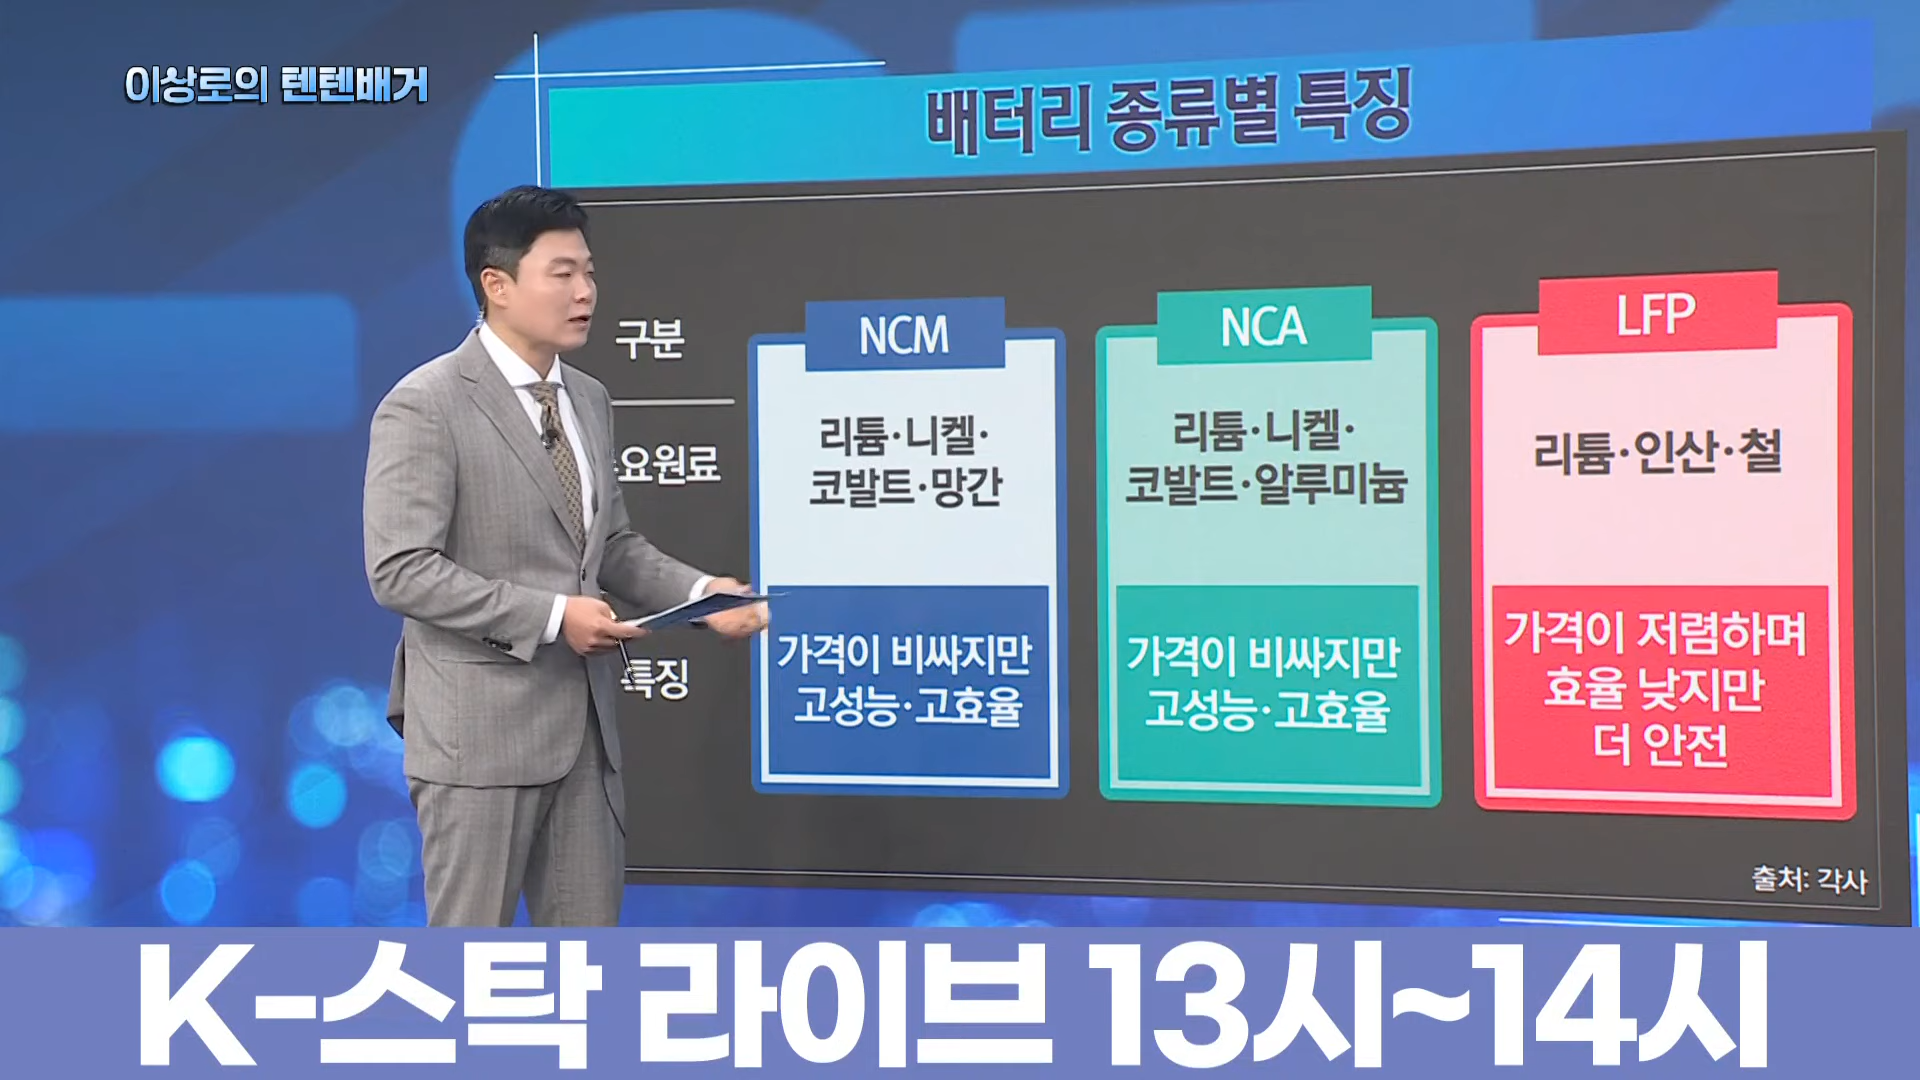 이상로의 텐텐배거
배터리 종류별 특징
구분
NCM
NCA
LFP
요원료
리튬·니켈·
코발트·망간
리튬·니켈·
코발트·알루미늄
리튬·인산·철
특징
가격이 비싸지만
고성능·고효율
가격이 비싸지만
고성능·고효율
가격이 저렴하며
효율 낮지만
더 안전
출처: 각사
K-스탁 라이브 13시~14시